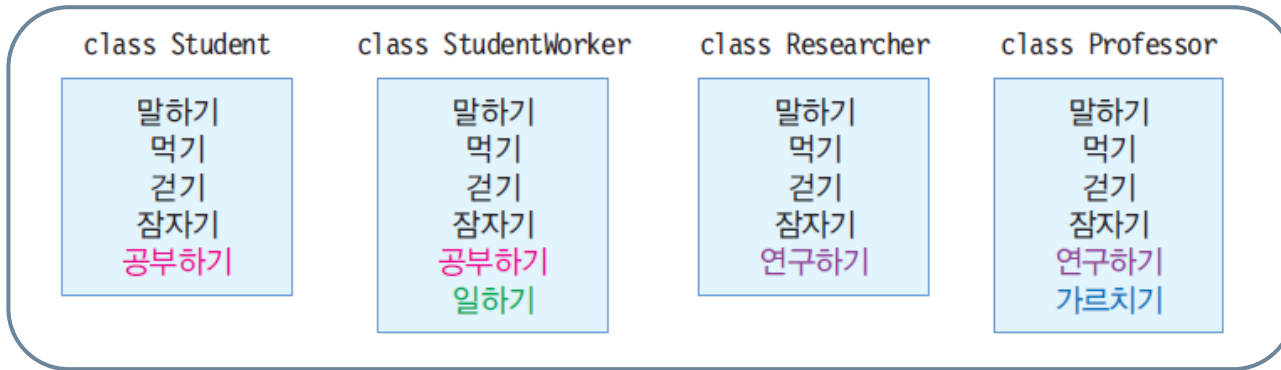 class Student
말하기
먹기
걷기
잠자기
공부하기
class StudentWorker
말하기
먹기
걷기
잠자기
공부하기
일하기
class Researcher
말하기
먹기
걷기
잠자기
연구하기
class Professor
말하기
먹기
걷기
잠자기
연구하기
가르치기